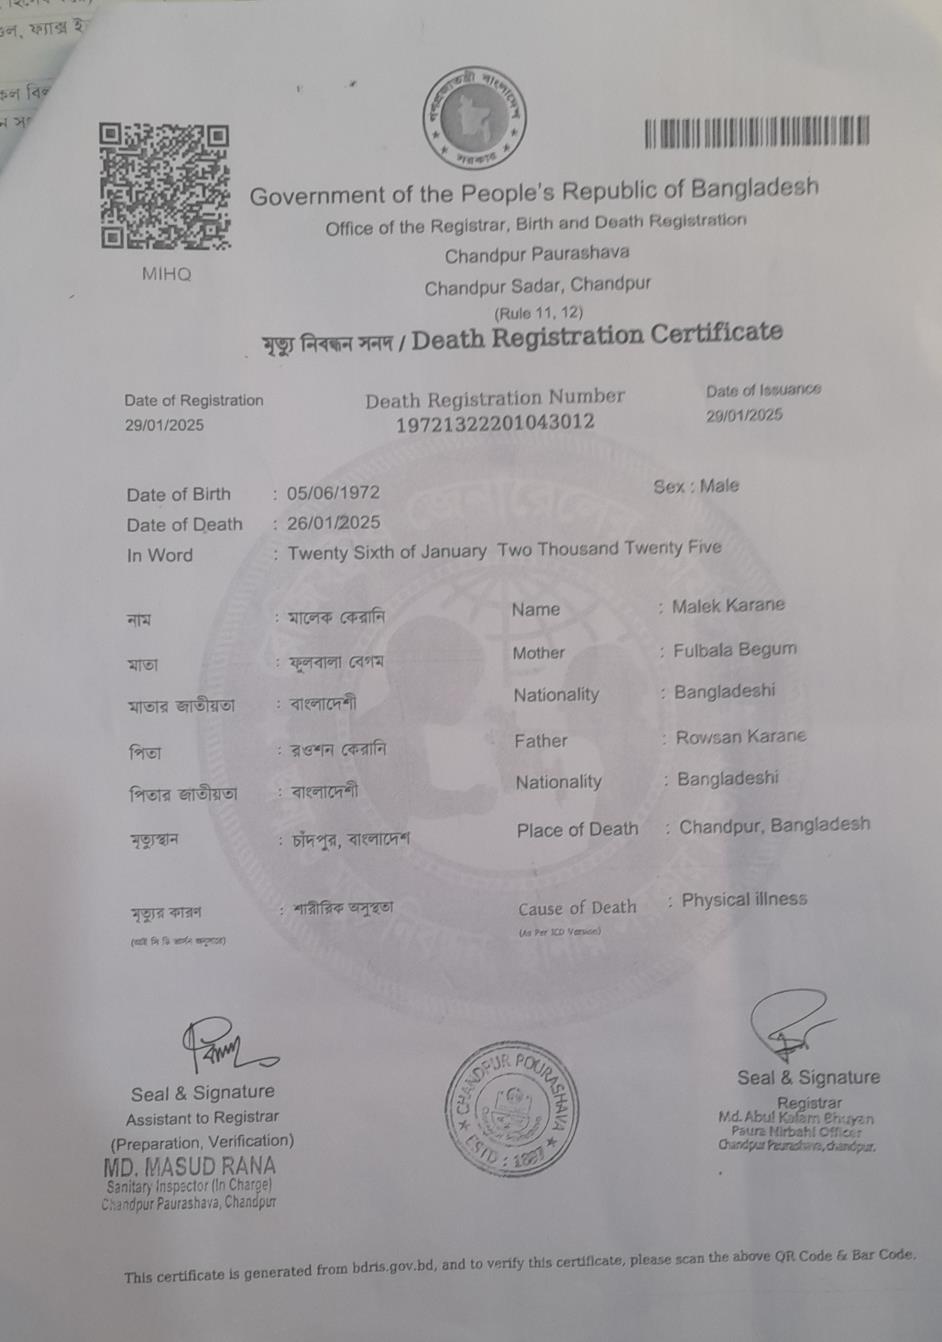 গণপ্রজাতন্ত্রী বাংলাদেশ
সরকার
MIHQ
Government of the People's Republic of Bangladesh
Office of the Registrar, Birth and Death Registration
Chandpur Paurashava
Chandpur Sadar, Chandpur
(Rule 11, 12)
মৃত্যু নিবন্ধন সনদ / Death Registration Certificate
Date of Registration Death Registration Number Date of Issuance
29/01/2025 19721322201043012 29/01/2025
Date of Birth : 05/06/1972 Sex : Male
Date of Death : 26/01/2025
In Word : Twenty Sixth of January Two Thousand Twenty Five
নাম : মালেক কেরানি Name : Malek Karane
মাতা : ফুলবালা বেগম Mother : Fulbala Begum
মাতার জাতীয়তা : বাংলাদেশী Nationality : Bangladeshi
পিতা : রওশন কেরানি Father : Rowsan Karane
পিতার জাতীয়তা : বাংলাদেশী Nationality : Bangladeshi
মৃত্যুস্থান : চাঁদপুর, বাংলাদেশ Place of Death : Chandpur, Bangladesh
মৃত্যুর কারন : শারীরিক অসুস্থতা Cause of Death : Physical illness
(As Per ICD Version)
Seal & Signature Seal & Signature
Assistant to Registrar Registrar
(Preparation, Verification) Md. Abul Kalam Bhuyan
MD. MASUD RANA Paura Nirbahi Officer
Sanitary Inspector (In Charge) Chandpur Paurashava, chandpur.
Chandpur Paurashava, Chandpur
CHANDPUR POURASHAVA
ESTD : 1897
This certificate is generated from bdris.gov.bd, and to verify this certificate, please scan the above QR Code & Bar Code.